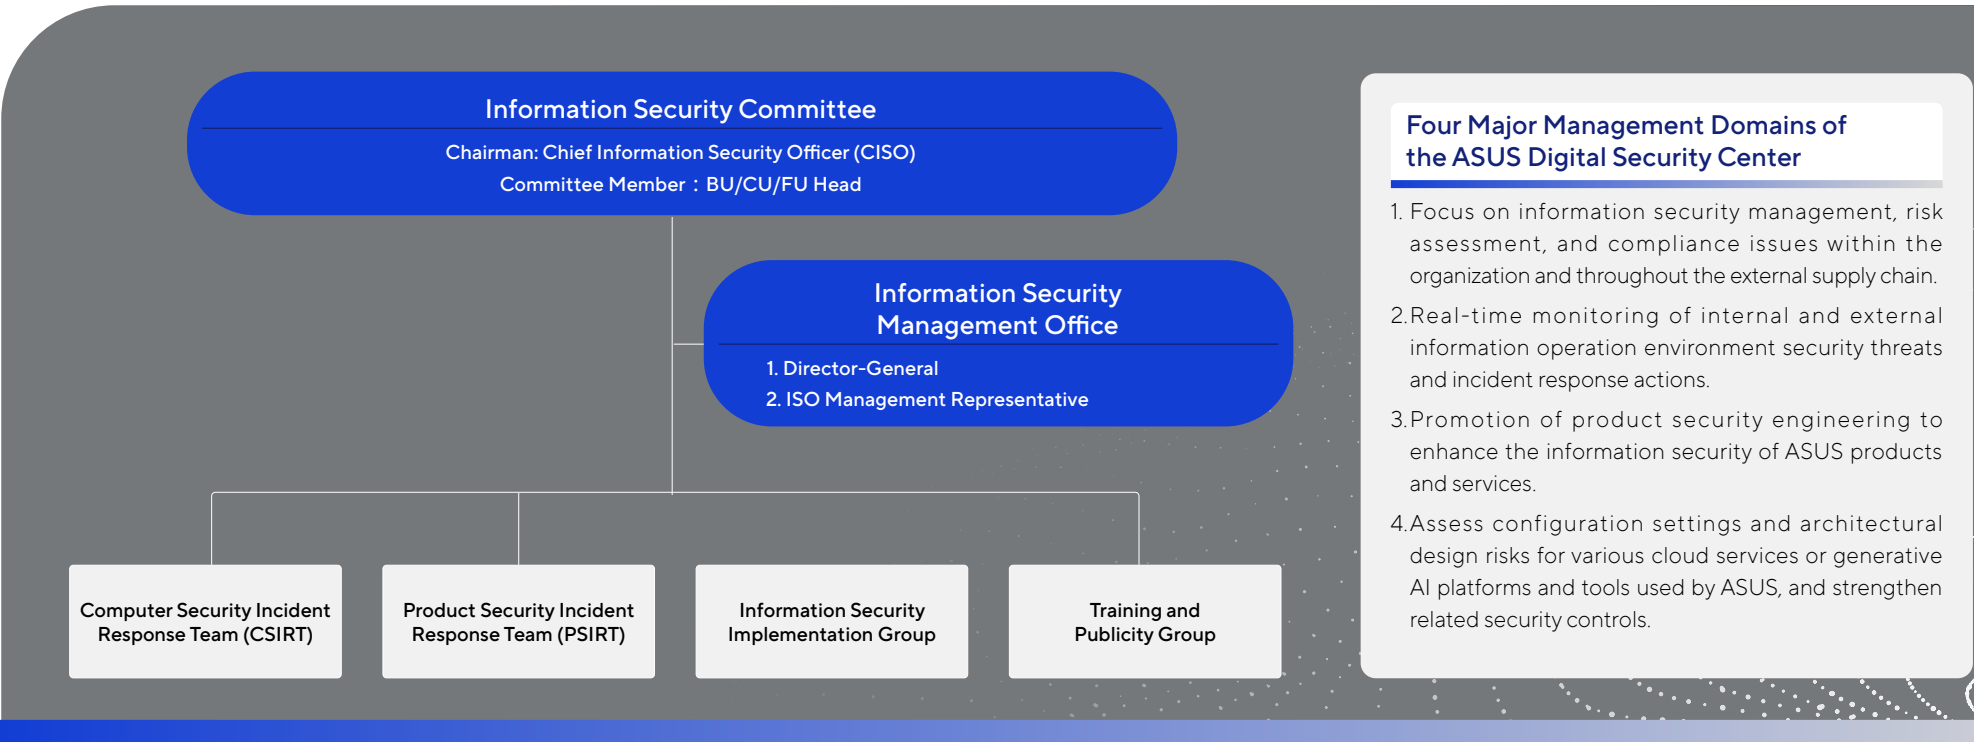 Information Security Committee
Chairman: Chief Information Security Officer (CISO)
Committee Member：BU/CU/FU Head
Information Security
Management Office
1. Director-General
2. ISO Management Representative
Computer Security Incident
Response Team (CSIRT)
Product Security Incident
Response Team (PSIRT)
Information Security
Implementation Group
Training and
Publicity Group
Four Major Management Domains of
the ASUS Digital Security Center
1. Focus on information security management, risk
assessment, and compliance issues within the
organization and throughout the external supply chain.
2.Real-time monitoring of internal and external
information operation environment security threats
and incident response actions.
3.Promotion of product security engineering to
enhance the information security of ASUS products
and services.
4.Assess configuration settings and architectural
design risks for various cloud services or generative
AI platforms and tools used by ASUS, and strengthen
related security controls.